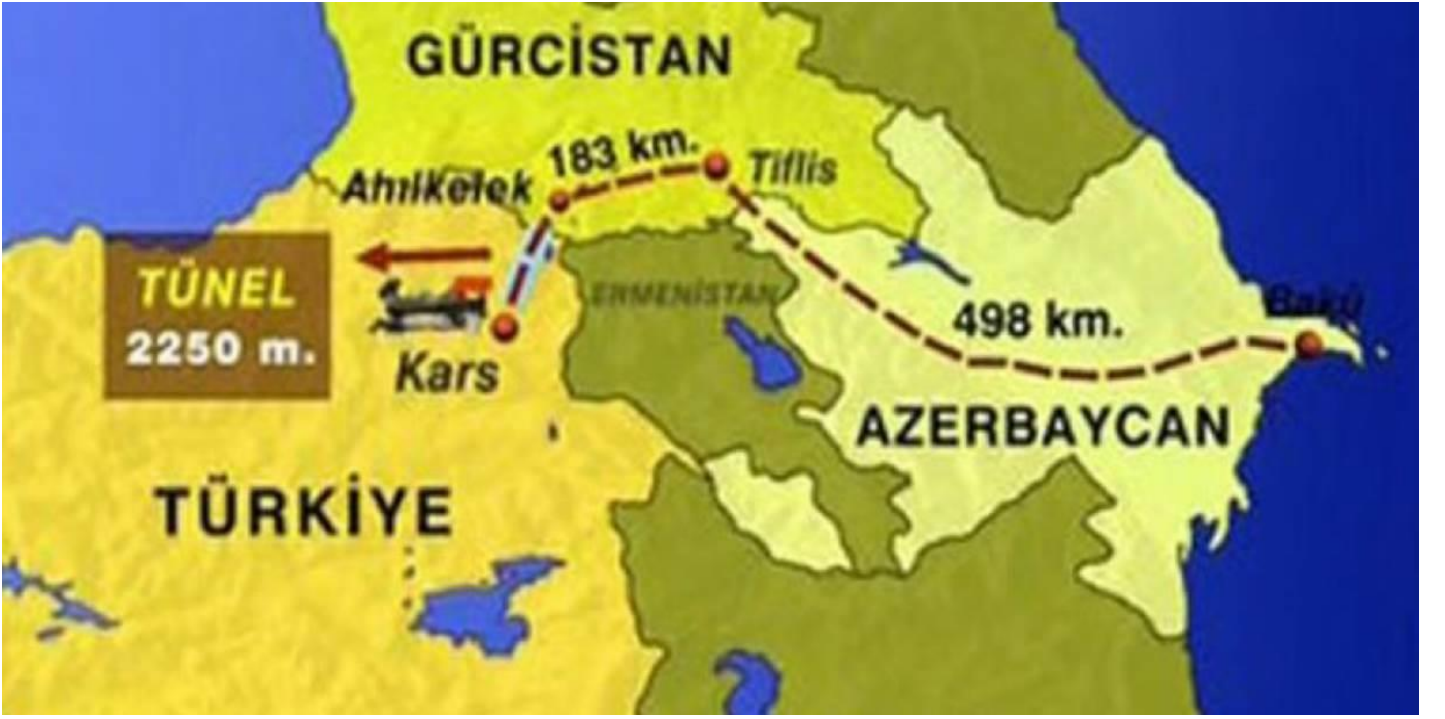 GÜRCİSTAN
183 km.
Tiflis
Ahılkelek
TÜNEL
2250 m.
ERMENİSTAN
498 km.
Bakü
Kars
AZERBAYCAN
TÜRKİYE